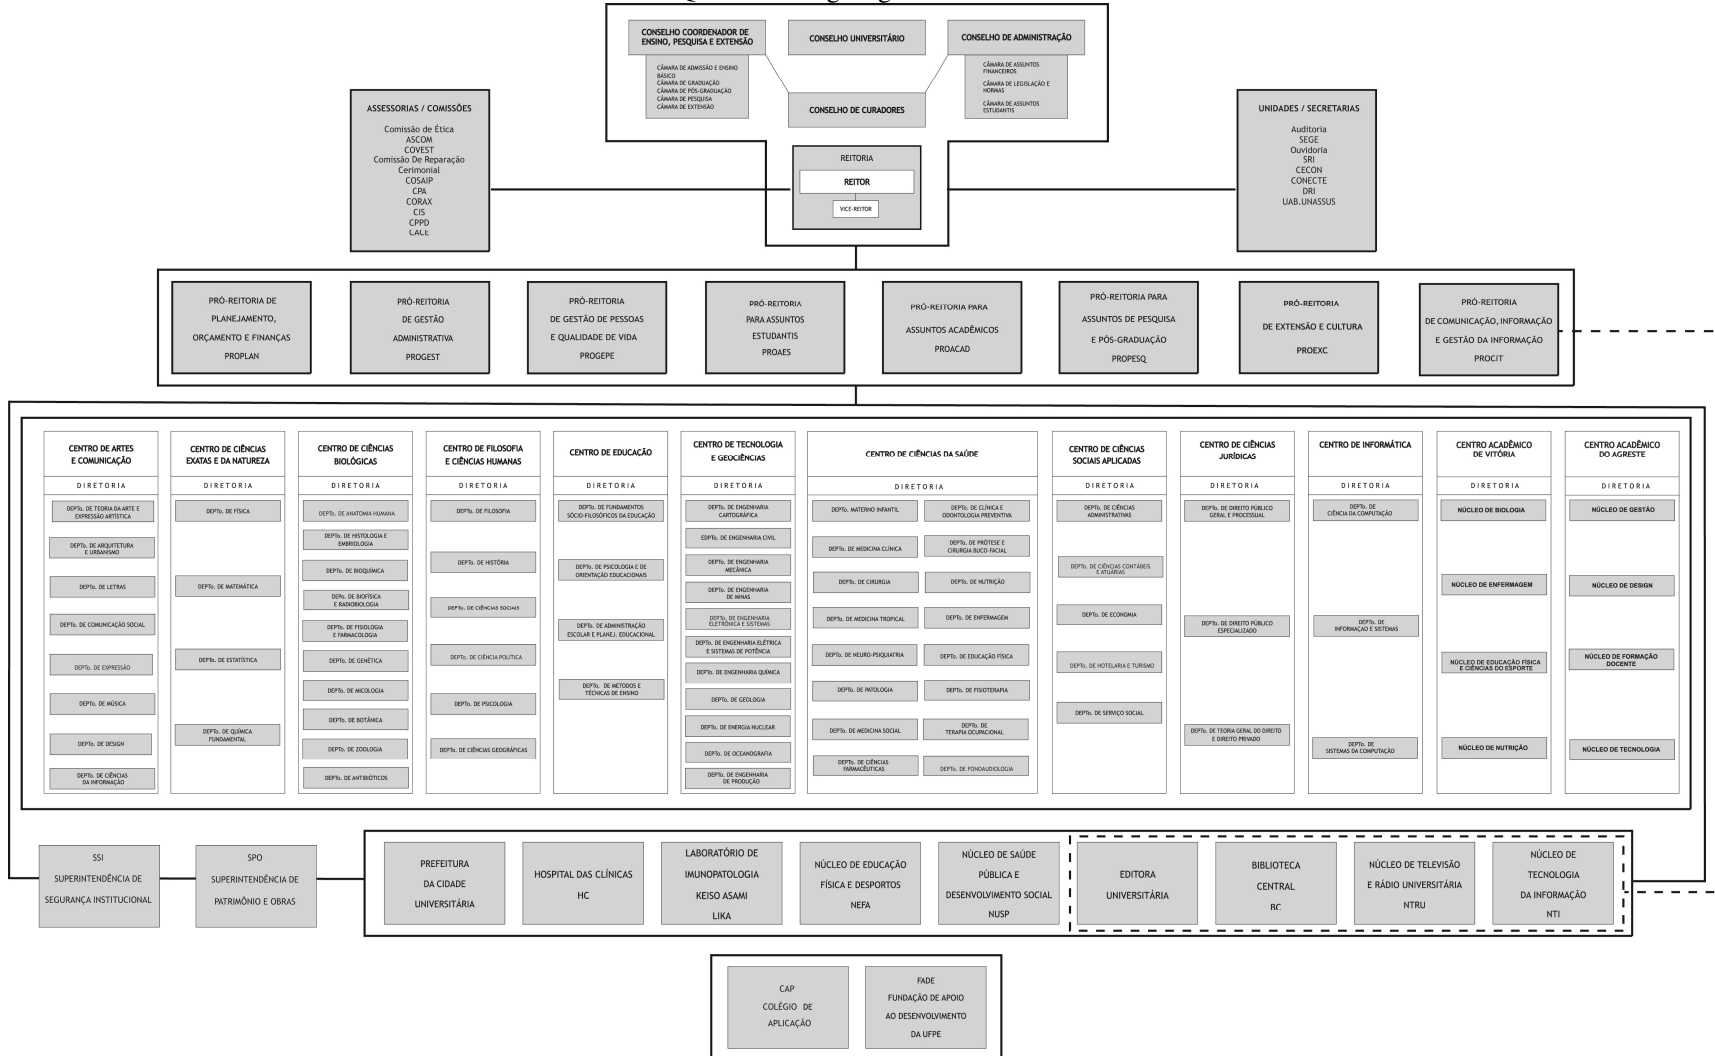 CONSELHO COORDENADOR DE
ENSINO, PESQUISA E EXTENSÃO
CÂMARA DE ADMISSÃO E ENSINO
BÁSICO
CÂMARA DE GRADUAÇÃO
CÂMARA DE PÓS-GRADUAÇÃO
CÂMARA DE PESQUISA
CÂMARA DE EXTENSÃO
CONSELHO UNIVERSITÁRIO
CONSELHO DE ADMINISTRAÇÃO
CÂMARA DE ASSUNTOS
FINANCEIROS
CÂMARA DE LEGISLAÇÃO E
NORMAS
CÂMARA DE ASSUNTOS
ESTUDANTIS
CONSELHO DE CURADORES
ASSESSORIAS / COMISSÕES
Comissão de Ética
ASCOM
COVEST
Comissão De Reparação
Cerimonial
COSAIP
CPA
CORAX
CIS
CPPD
CACE
REITORIA
REITOR
VICE-REITOR
UNIDADES / SECRETARIAS
Auditoria
SEGE
Ouvidoria
SRI
CECON
CONECTE
DRI
UAB.UNASSUS
PRÓ-REITORIA DE
PLANEJAMENTO,
ORÇAMENTO E FINANÇAS
PROPLAN
PRÓ-REITORIA
DE GESTÃO
ADMINISTRATIVA
PROGEST
PRÓ-REITORIA
DE GESTÃO DE PESSOAS
E QUALIDADE DE VIDA
PROGEPE
PRÓ-REITORIA
PARA ASSUNTOS
ESTUDANTIS
PROAES
PRÓ-REITORIA PARA
ASSUNTOS ACADÊMICOS
PROACAD
PRÓ-REITORIA PARA
ASSUNTOS DE PESQUISA
E PÓS-GRADUAÇÃO
PROPESQ
PRÓ-REITORIA
DE EXTENSÃO E CULTURA
PROEXC
PRÓ-REITORIA
DE COMUNICAÇÃO, INFORMAÇÃO
E GESTÃO DA INFORMAÇÃO
PROCIT
CENTRO DE ARTES
E COMUNICAÇÃO
DIRETORIA
DEPTo. DE TEORIA DA ARTE E
EXPRESSÃO ARTÍSTICA
DEPTo. DE ARQUITETURA
E URBANISMO
DEPTo. DE LETRAS
DEPTo. DE COMUNICAÇÃO SOCIAL
DEPTo. DE EXPRESSÃO
DEPTo. DE MÚSICA
DEPTo. DE DESIGN
DEPTo. DE CIÊNCIAS
DA INFORMAÇÃO
CENTRO DE CIÊNCIAS
EXATAS E DA NATUREZA
DIRETORIA
DEPTo. DE FÍSICA
DEPTo. DE MATEMÁTICA
DEPTo. DE ESTATÍSTICA
DEPTo. DE QUÍMICA
FUNDAMENTAL
CENTRO DE CIÊNCIAS
BIOLÓGICAS
DIRETORIA
DEPTo. DE ANATOMIA HUMANA
DEPTo. DE HISTOLOGIA E
EMBRIOLOGIA
DEPTo. DE BIOQUÍMICA
DEPo. DE BIOFÍSICA
E RADIOBIOLOGIA
DEPTo. DE FISIOLOGIA
E FARMACOLOGIA
DEPTo. DE GENÉTICA
DEPTo. DE MICOLOGIA
DEPTo. DE BOTÂNICA
DEPTo. DE ZOOLOGIA
DEPTo. DE ANTIBIÓTICOS
CENTRO DE FILOSOFIA
E CIÊNCIAS HUMANAS
DIRETORIA
DEPTo. DE FILOSOFIA
DEPTo. DE HISTÓRIA
DEPTo. DE CIÊNCIAS SOCIAIS
DEPTo. DE CIÊNCIA POLÍTICA
DEPTo. DE PSICOLOGIA
DEPTo. DE CIÊNCIAS GEOGRÁFICAS
CENTRO DE EDUCAÇÃO
DIRETORIA
DEPTo. DE FUNDAMENTOS
SÓCIO-FILOSÓFICOS DA EDUCAÇÃO
DEPTo. DE PSICOLOGIA E DE
ORIENTAÇÃO EDUCACIONAIS
DEPTo. DE ADMINISTRAÇÃO
ESCOLAR E PLANEJ. EDUCACIONAL
DEPTo. DE METODOS E
TÉCNICAS DE ENSINO
CENTRO DE TECNOLOGIA
E GEOCIÊNCIAS
DIRETORIA
DEPTo. DE ENGENHARIA
CARTOGRÁFICA
EDPTo. DE ENGENHARIA CIVIL
DEPTo. DE ENGENHARIA
MECÂNICA
DEPTo. DE ENGENHARIA
DE MINAS
DEPTo. DE ENGENHARIA
ELETRÔNICA E SISTEMAS
DEPTo. DE ENGENHARIA ELÉTRICA
E SISTEMAS DE POTÊNCIA
DEPTo. DE ENGENHARIA QUÍMICA
DEPTo. DE GEOLOGIA
DEPTo. DE ENERGIA NUCLEAR
DEPTo. DE OCEANOGRAFIA
DEPTo. DE ENGENHARIA
DE PRODUÇÃO
CENTRO DE CIÊNCIAS DA SAÚDE
DIRETORIA
DEPTo. MATERNO INFANTIL
DEPTo. DE MEDICINA CLÍNICA
DEPTo. DE CIRURGIA
DEPTo. DE MEDICINA TROPICAL
DEPTo. DE NEURO-PSIQUIATRIA
DEPTo. DE PATOLOGIA
DEPTo. DE MEDICINA SOCIAL
DEPTo. DE CIÊNCIAS
FARMACÊUTICAS
DEPTo. DE CLÍNICA E
ODONTOLOGIA PREVENTIVA
DEPTo. DE PRÓTESE E
CIRURGIA BUCO-FACIAL
DEPTo. DE NUTRIÇÃO
DEPTo. DE ENFERMAGEM
DEPTo. DE EDUCAÇÃO FÍSICA
DEPTo. DE FISIOTERAPIA
DEPTo. DE
TERAPIA OCUPACIONAL
DEPTo. DE FONOAUDIOLOGIA
CENTRO DE CIÊNCIAS
SOCIAIS APLICADAS
DIRETORIA
DEPTo. DE CIÊNCIAS
ADMINISTRATIVAS
DEPTo. DE CIÊNCIAS CONTÁBEIS
E ATUÁRIAS
DEPTo. DE ECONOMIA
DEPTo. DE HOTELARIA E TURISMO
DEPTo. DE SERVIÇO SOCIAL
CENTRO DE CIÊNCIAS
JURÍDICAS
DIRETORIA
DEPTo. DE DIREITO PÚBLICO
GERAL E PROCESSUAL
DEPTo. DE DIREITO PÚBLICO
ESPECIALIZADO
DEPTo. DE TEORIA GERAL DO DIREITO
E DIREITO PRIVADO
CENTRO DE INFORMÁTICA
DIRETORIA
DEPTo. DE
CIÊNCIA DA COMPUTAÇÃO
DEPTo. DE
INFORMAÇAO E SISTEMAS
DEPTo. DE
SISTEMAS DA COMPUTAÇÃO
CENTRO ACADÊMICO
DE VITÓRIA
DIRETORIA
NÚCLEO DE BIOLOGIA
NÚCLEO DE ENFERMAGEM
NÚCLEO DE EDUCAÇÃO FÍSICA
E CIÊNCIAS DO ESPORTE
NÚCLEO DE NUTRIÇÃO
CENTRO ACADÊMICO
DO AGRESTE
DIRETORIA
NÚCLEO DE GESTÃO
NÚCLEO DE DESIGN
NÚCLEO DE FORMAÇÃO
DOCENTE
NÚCLEO DE TECNOLOGIA
SSI
SUPERINTENDÊNCIA DE
SEGURANÇA INSTITUCIONAL
SPO
SUPERINTENDÊNCIA DE
PATRIMÔNIO E OBRAS
PREFEITURA
DA CIDADE
UNIVERSITÁRIA
HOSPITAL DAS CLÍNICAS
HC
LABORATÓRIO DE
IMUNOPATOLOGIA
KEISO ASAMI
LIKA
NÚCLEO DE EDUCAÇÃO
FÍSICA E DESPORTOS
NEFA
NÚCLEO DE SAÚDE
PÚBLICA E
DESENVOLVIMENTO SOCIAL
NUSP
EDITORA
UNIVERSITÁRIA
BIBLIOTECA
CENTRAL
BC
NÚCLEO DE TELEVISÃO
E RÁDIO UNIVERSITÁRIA
NTRU
NÚCLEO DE
TECNOLOGIA
DA INFORMAÇÃO
NTI
CAP
COLÉGIO DE
APLICAÇÃO
FADE
FUNDAÇÃO DE APOIO
AO DESENVOLVIMENTO
DA UFPE